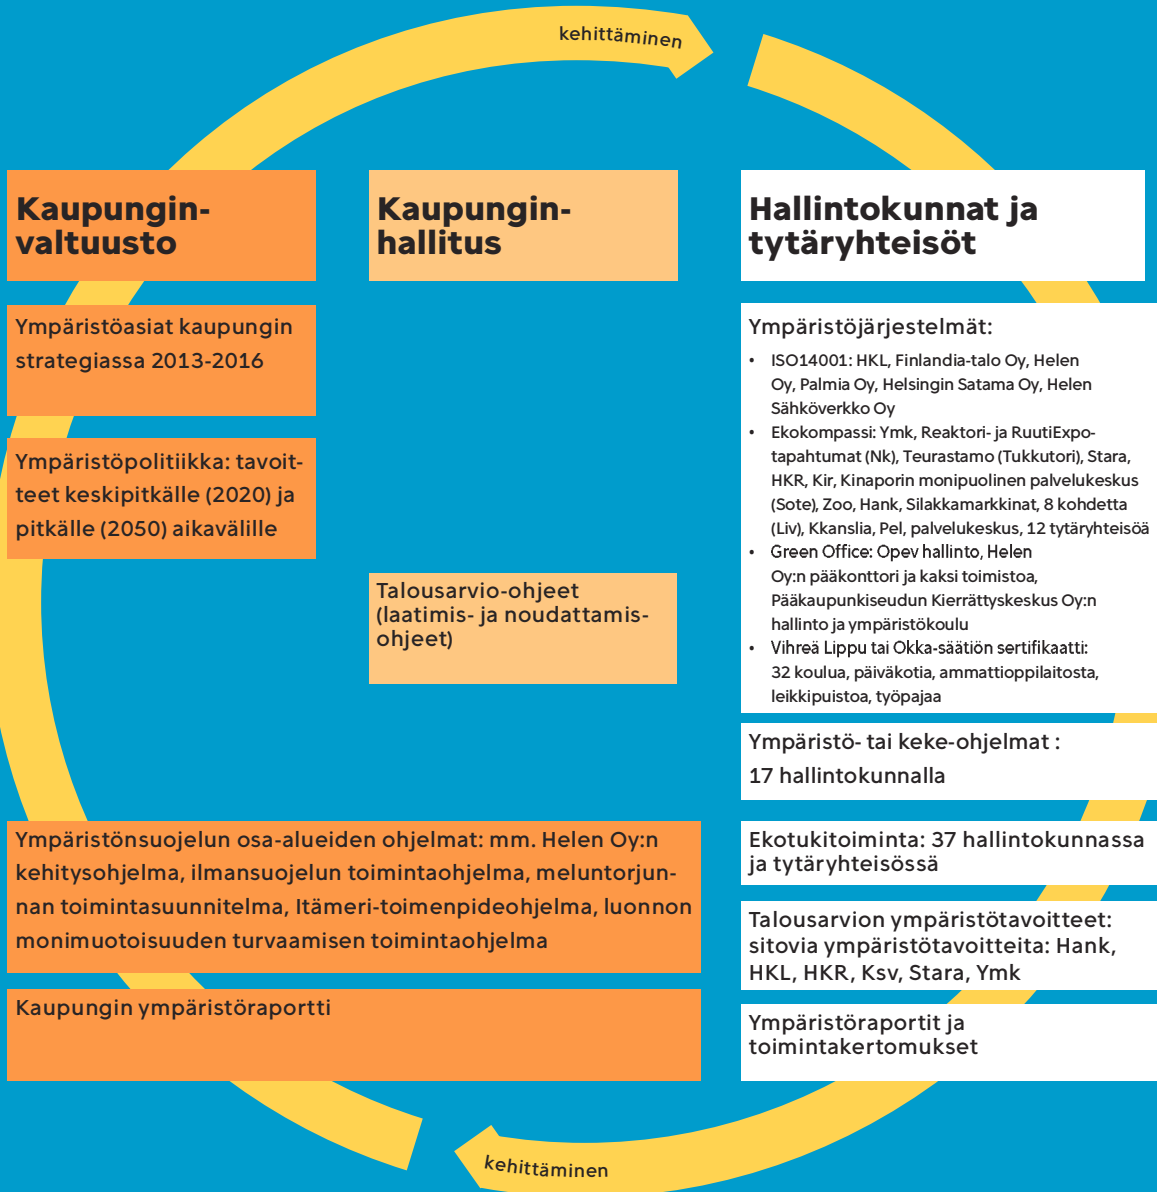 kehittäminen
Kaupungin-
valtuusto
Ympäristöasiat kaupungin
strategiassa 2013-2016
Ympäristöpolitiikka: tavoit-
teet keskipitkälle (2020) ja
pitkälle (2050) aikavälille
Kaupungin-
hallitus
Talousarvio-ohjeet
(laatimis- ja noudattamis-
ohjeet)
Ympäristönsuojelun osa-alueiden ohjelmat: mm. Helen Oy:n
kehitysohjelma, ilmansuojelun toimintaohjelma, meluntorjun-
nan toimintasuunnitelma, Itämeri-toimenpideohjelma, luonnon
monimuotoisuuden turvaamisen toimintaohjelma
Kaupungin ympäristöraportti
Hallintokunnat ja
tytäryhteisöt
Ympäristöjärjestelmät:
• ISO14001: HKL, Finlandia-talo Oy, Helen
Oy, Palmia Oy, Helsingin Satama Oy, Helen
Sähköverkko Oy
• Ekokompassi: Ymk, Reaktori- ja RuutiExpo-
tapahtumat (Nk), Teurastamo (Tukkutori), Stara,
HKR, Kir, Kinaporin monipuolinen palvelukeskus
(Sote), Zoo, Hank, Silakkamarkkinat, 8 kohdetta
(Liv), Kkanslia, Pel, palvelukeskus, 12 tytäryhteisöä
• Green Office: Opev hallinto, Helen
Oy:n pääkonttori ja kaksi toimistoa,
Pääkaupunkiseudun Kierrättyskeskus Oy:n
hallinto ja ympäristökoulu
• Vihreä Lippu tai Okka-säätiön sertifikaatti:
32 koulua, päiväkotia, ammattioppilaitosta,
leikkipuistoa, työpajaa
Ympäristö- tai keke-ohjelmat :
17 hallintokunnalla
Ekotukitoiminta: 37 hallintokunnassa
ja tytäryhteisössä
Talousarvion ympäristötavoitteet:
sitovia ympäristötavoitteita: Hank,
HKL, HKR, Ksv, Stara, Ymk
Ympäristöraportit ja
toimintakertomukset
kehittäminen